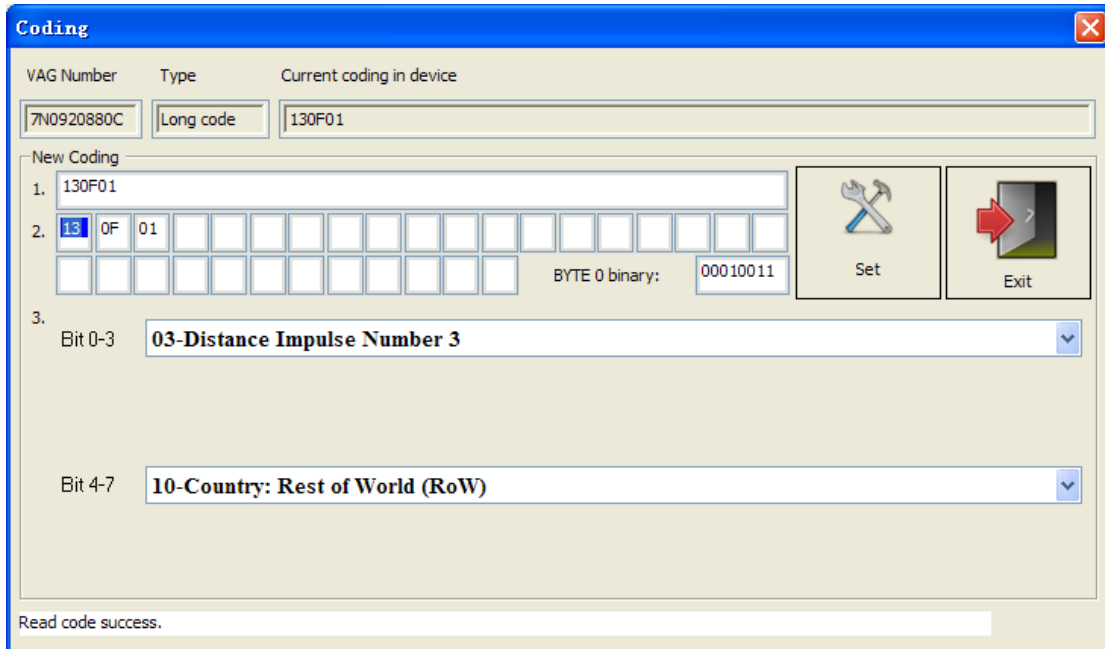 Coding
VAG Number Type Current coding in device
7N0920880C Long code 130F01
New Coding
1. 130F01
2. 13 0F 01
BYTE 0 binary: 00010011
Set Exit
3.
Bit 0-3 03-Distance Impulse Number 3
Bit 4-7 10-Country: Rest of World (RoW)
Read code success.